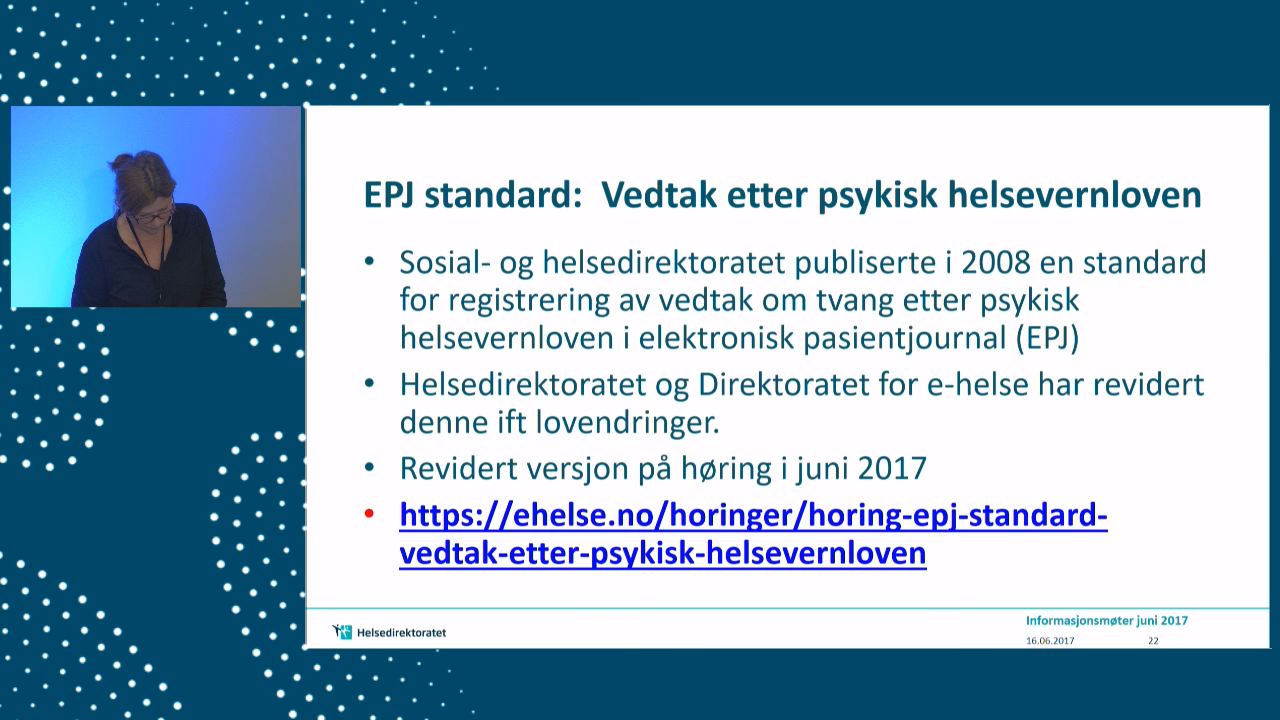 EPJ standard:  Vedtak etter psykisk helsevernloven
• Sosial- og helsedirektoratet publiserte i 2008 en standard
for registrering av vedtak om tvang etter psykisk
helsevernloven i elektronisk pasientjournal (EPJ)
• Helsedirektoratet og Direktoratet for e-helse har revidert
denne ift lovendringer.
• Revidert versjon på høring i juni 2017
• https://ehelse.no/horinger/horing-epj-standard-
vedtak-etter-psykisk-helsevernloven
Helsedirektoratet
Informasjonsmøter juni 2017
16.06.2017 22